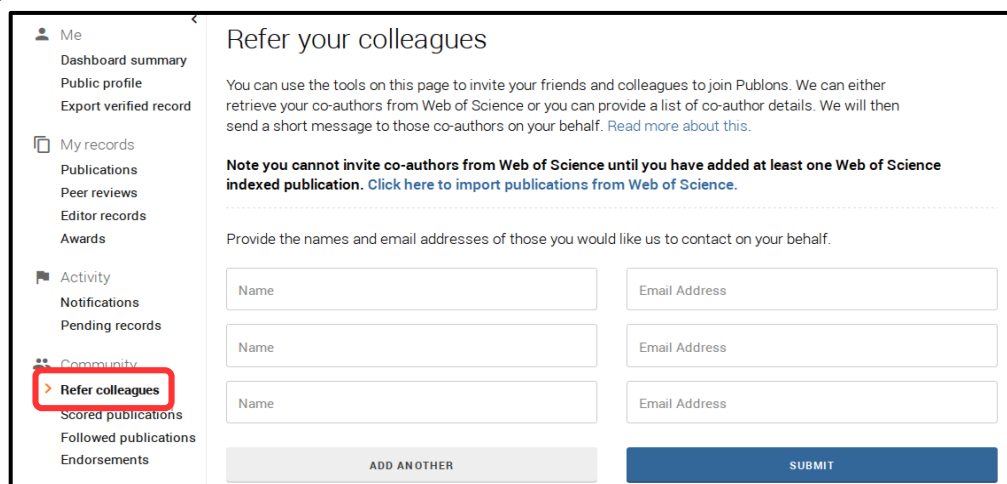 Me
Dashboard summary
Public profile
Export verified record
My records
Publications
Peer reviews
Editor records
Awards
Activity
Notifications
Pending records
Community
Refer colleagues
Scored publications
Followed publications
Endorsements
Refer your colleagues
You can use the tools on this page to invite your friends and colleagues to join Publons. We can either
retrieve your co-authors from Web of Science or you can provide a list of co-author details. We will then
send a short message to those co-authors on your behalf. Read more about this.
Note you cannot invite co-authors from Web of Science until you have added at least one Web of Science
indexed publication. Click here to import publications from Web of Science.
Provide the names and email addresses of those you would like us to contact on your behalf.
Name Email Address
Name Email Address
Name Email Address
ADD ANOTHER SUBMIT